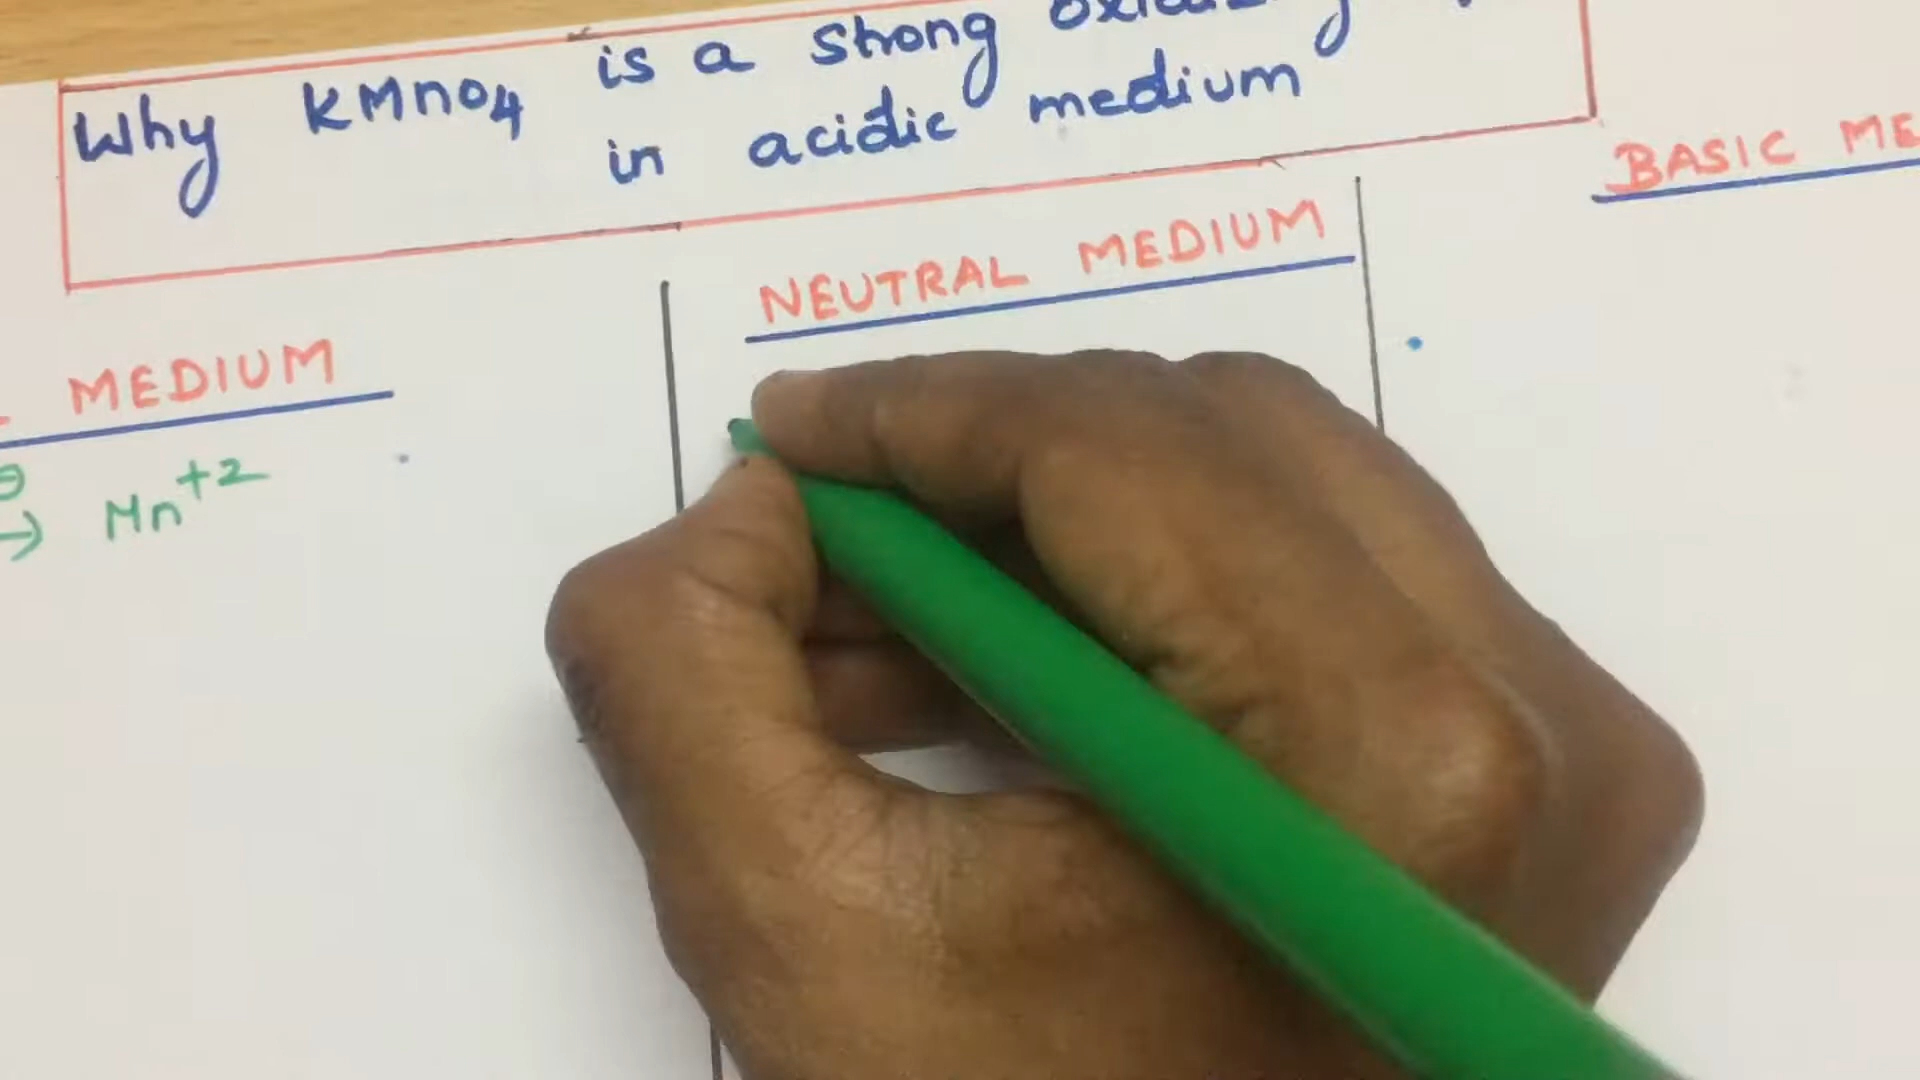 Why KMnO4 is a strong
in acidic medium
BASIC
NEUTRAL MEDIUM
MEDIUM
→ Mn+2